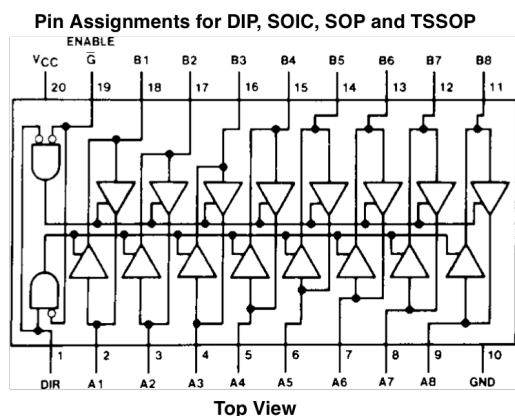 Pin Assignments for DIP, SOIC, SOP and TSSOP
ENABLE
VCC G̅ B1 B2 B3 B4 B5 B6 B7 B8
20 19 18 17 16 15 14 13 12 11
1 2 3 4 5 6 7 8 9 10
DIR A1 A2 A3 A4 A5 A6 A7 A8 GND
Top View